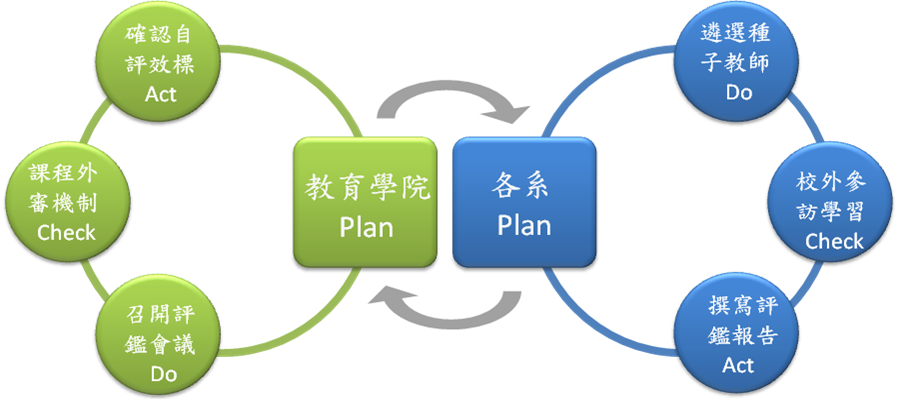 確認自
評效標
Act
課程外
審機制
Check
召開評
鑑會議
Do
教育學院
Plan
各系
Plan
遴選種
子教師
Do
校外參
訪學習
Check
撰寫評
鑑報告
Act